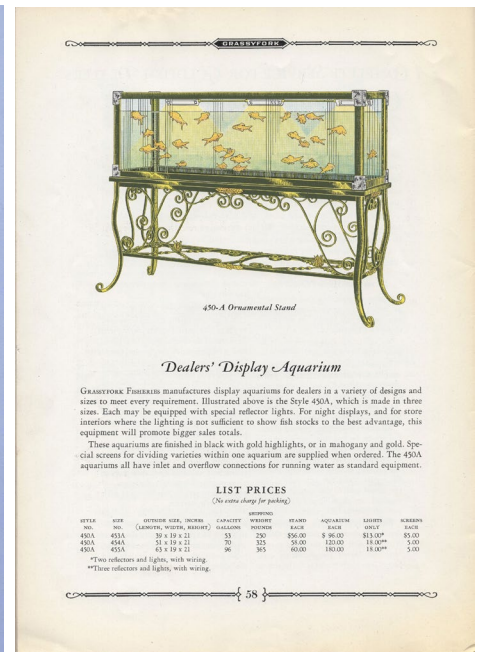 GRASSYFORK
450-A Ornamental Stand
Dealers' Display Aquarium
GRASSYFORK FISHERIES manufactures display aquariums for dealers in a variety of designs and
sizes to meet every requirement. Illustrated above is the Style 450A, which is made in three
sizes. Each may be equipped with special reflector lights. For night displays, and for store
interiors where the lighting is not sufficient to show fish stocks to the best advantage, this
equipment will promote bigger sales totals.
These aquariums are finished in black with gold highlights, or in mahogany and gold. Spe-
cial screens for dividing varieties within one aquarium are supplied when ordered. The 450A
aquariums all have inlet and overflow connections for running water as standard equipment.
LIST PRICES
(No extra charge for packing)
SHIPPING
STYLE SIZE OUTSIDE SIZE, INCHES CAPACITY WEIGHT STAND AQUARIUM LIGHTS SCREENS
NO. NO. (LENGTH, WIDTH, HEIGHT) GALLONS POUNDS EACH EACH ONLY EACH
450A 453A 39 x 19 x 21 53 250 $56.00 $ 96.00 $13.00* $5.00
450A 454A 51 x 19 x 21 70 325 58.00 120.00 18.00** 5.00
450A 455A 63 x 19 x 21 96 365 60.00 180.00 18.00** 5.00
*Two reflectors and lights, with wiring.
**Three reflectors and lights, with wiring.
58